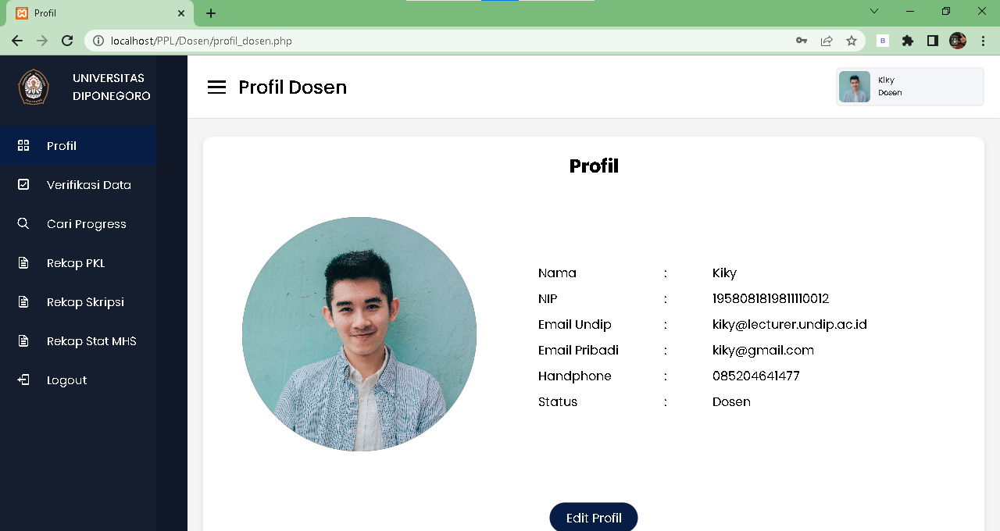 Profil
localhost/PPL/Dosen/profil_dosen.php
B
UNIVERSITAS
DIPONEGORO
Profil Dosen
Kiky
Dosen
Profil
Verifikasi Data
Cari Progress
Rekap PKL
Rekap Skripsi
Rekap Stat MHS
Logout
Profil
Nama : Kiky
NIP : 1958081819811110012
Email Undip : kiky@lecturer.undip.ac.id
Email Pribadi : kiky@gmail.com
Handphone : 085204641477
Status : Dosen
Edit Profil